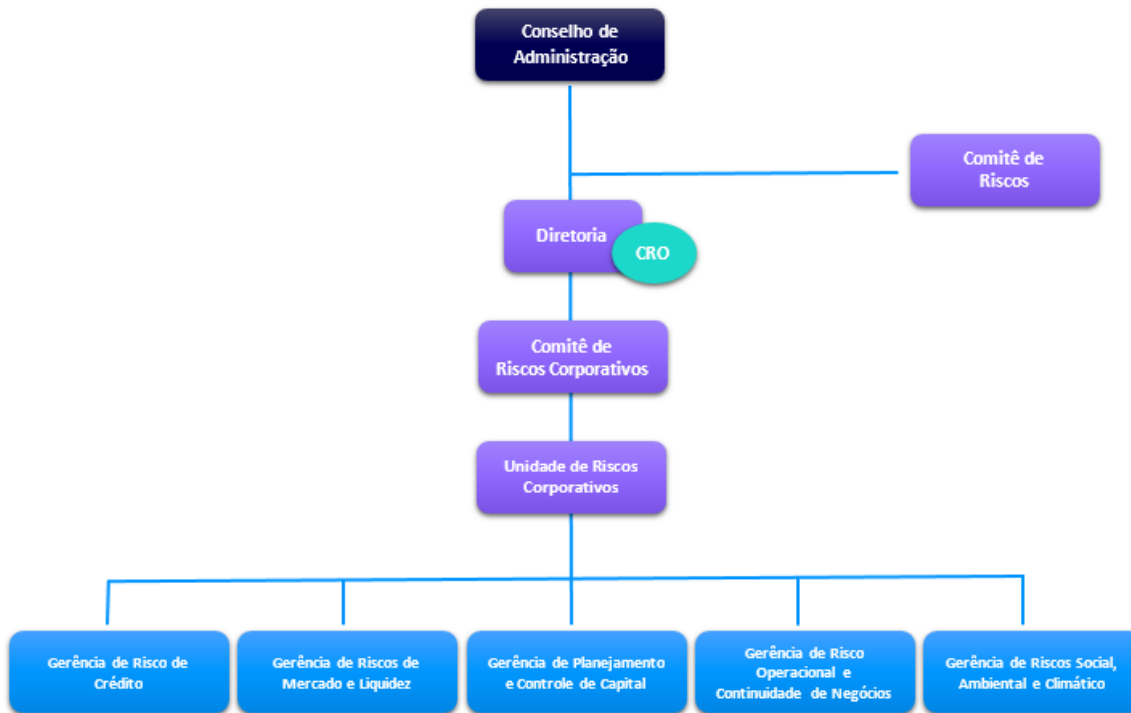 Conselho de
Administração
Comitê de
Riscos
Diretoria
CRO
Comitê de
Riscos Corporativos
Unidade de Riscos
Corporativos
Gerência de Risco de
Crédito
Gerência de Riscos de
Mercado e Liquidez
Gerência de Planejamento
e Controle de Capital
Gerência de Risco
Operacional e
Continuidade de Negócios
Gerência de Riscos Social,
Ambiental e Climático